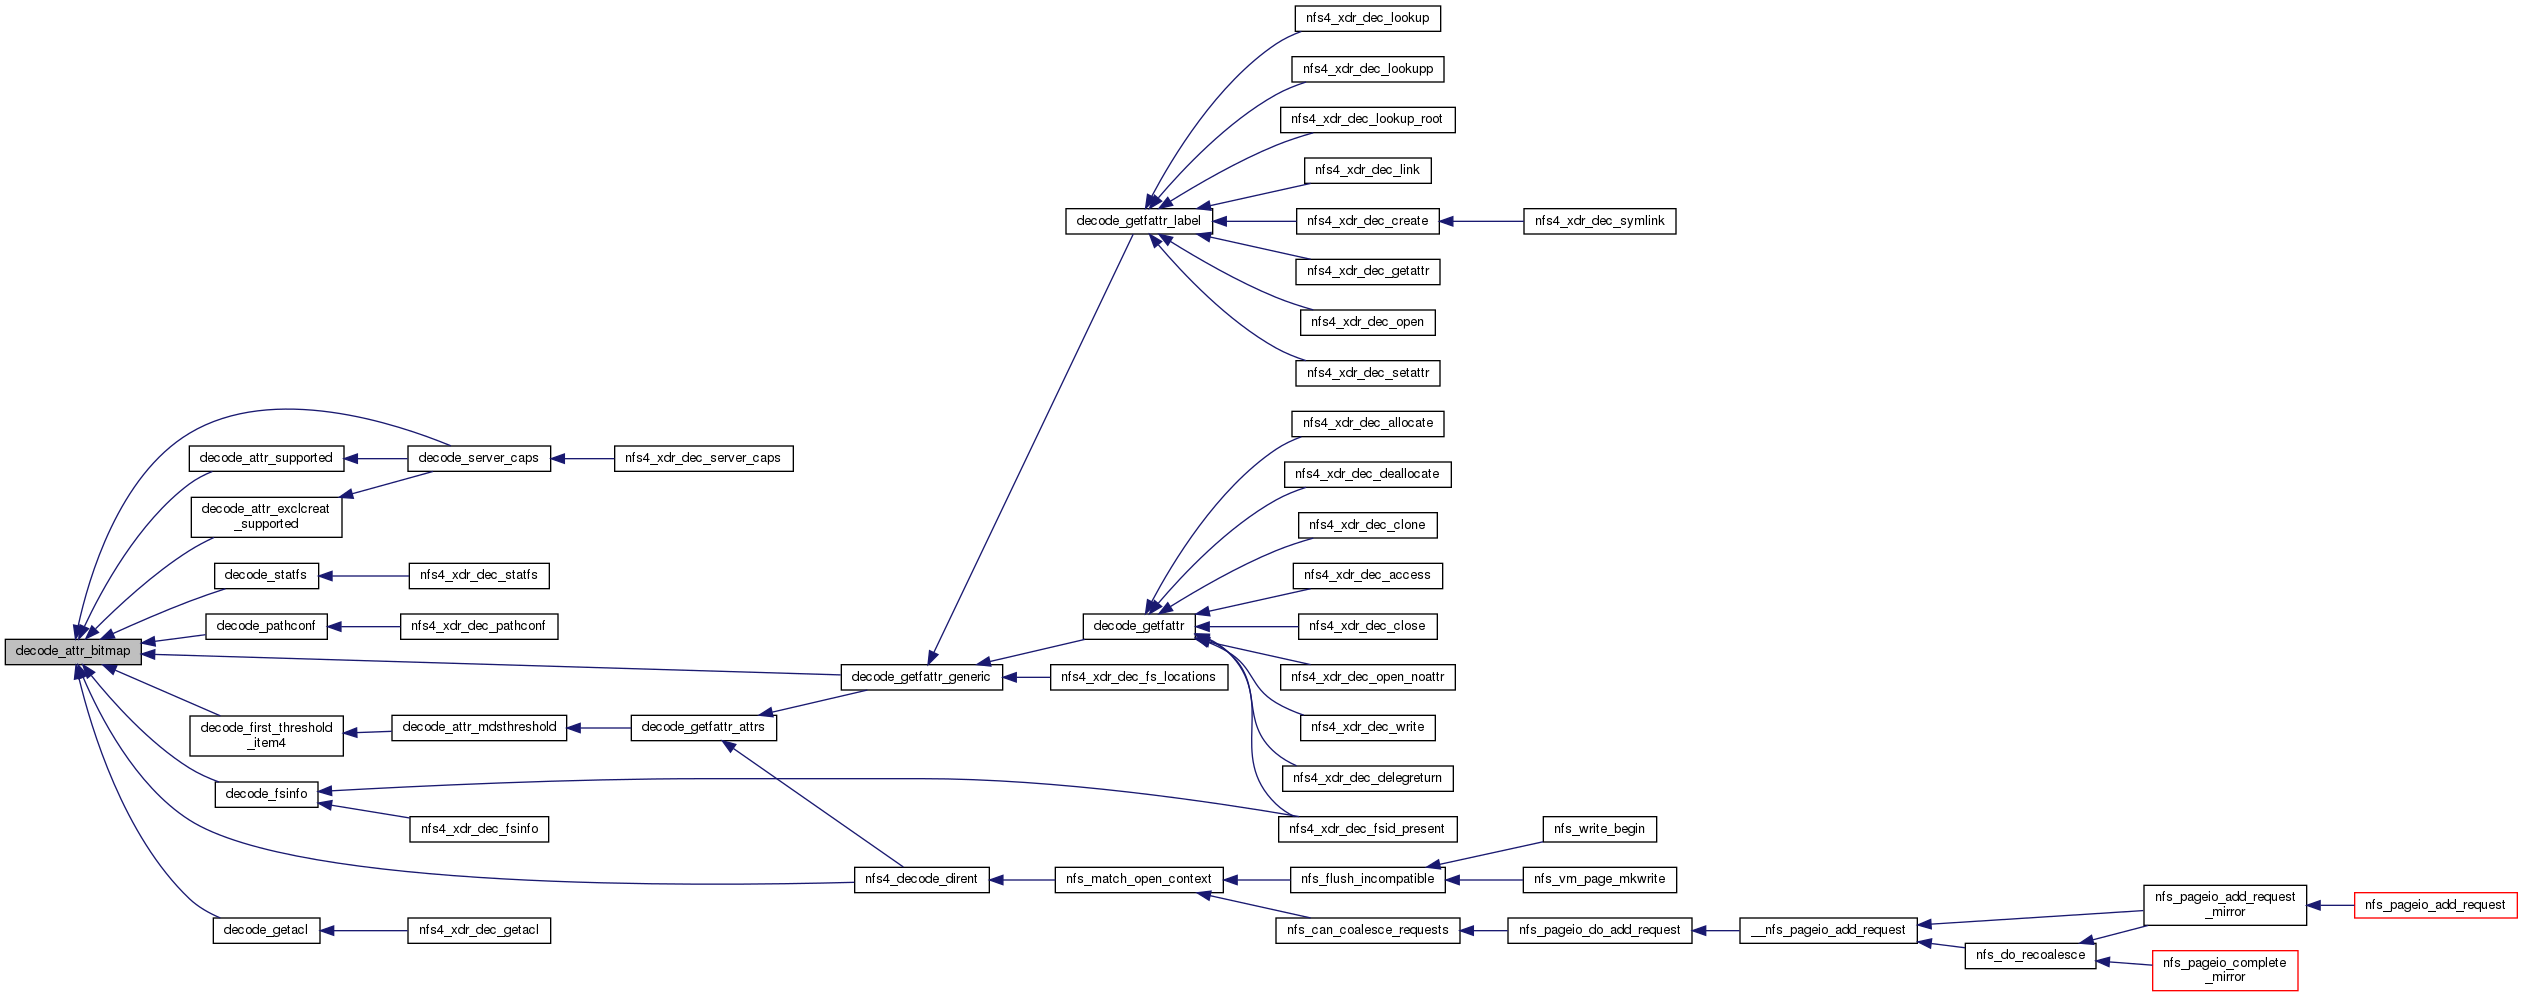 nfs4_xdr_dec_lookup
nfs4_xdr_dec_lookupp
nfs4_xdr_dec_lookup_root
nfs4_xdr_dec_link
decode_getfattr_label
nfs4_xdr_dec_create
nfs4_xdr_dec_symlink
nfs4_xdr_dec_getattr
nfs4_xdr_dec_open
nfs4_xdr_dec_setattr
nfs4_xdr_dec_allocate
decode_attr_supported
decode_server_caps
nfs4_xdr_dec_server_caps
nfs4_xdr_dec_deallocate
decode_attr_exclcreat
_supported
nfs4_xdr_dec_clone
decode_statfs
nfs4_xdr_dec_statfs
nfs4_xdr_dec_access
decode_pathconf
nfs4_xdr_dec_pathconf
decode_getfattr
nfs4_xdr_dec_close
decode_attr_bitmap
decode_getfattr_generic
nfs4_xdr_dec_fs_locations
nfs4_xdr_dec_open_noattr
decode_first_threshold
_item4
decode_attr_mdsthreshold
decode_getfattr_attrs
nfs4_xdr_dec_write
nfs4_xdr_dec_delegreturn
decode_fsinfo
nfs4_xdr_dec_fsinfo
nfs4_xdr_dec_fsid_present
nfs_write_begin
nfs4_decode_dirent
nfs_match_open_context
nfs_flush_incompatible
nfs_vm_page_mkwrite
decode_getacl
nfs4_xdr_dec_getacl
nfs_can_coalesce_requests
nfs_pageio_do_add_request
__nfs_pageio_add_request
nfs_pageio_add_request
_mirror
nfs_pageio_add_request
nfs_do_recoalesce
nfs_pageio_complete
_mirror